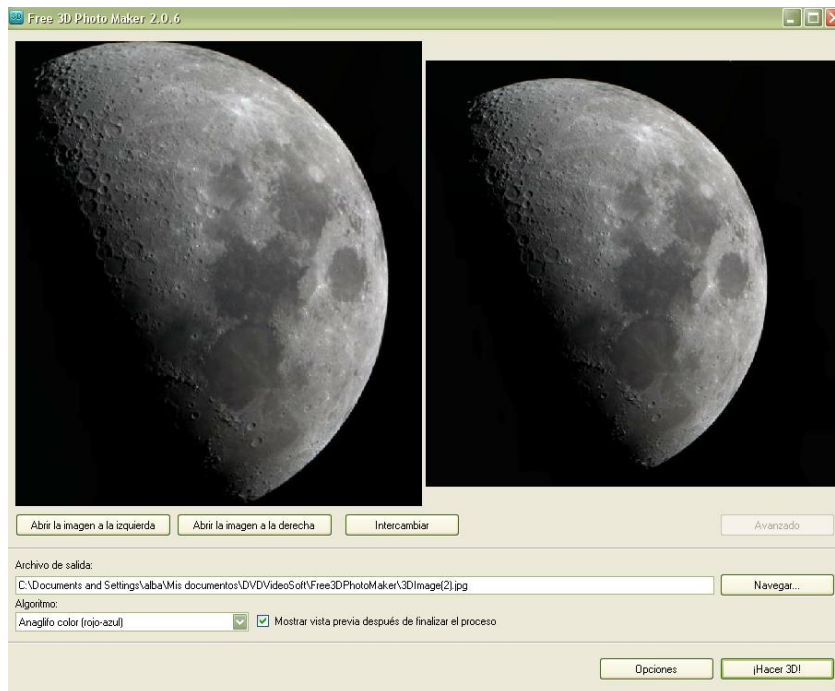 Free 3D Photo Maker 2.0.6
Abrir la imagen a la izquierda
Abrir la imagen a la derecha
Intercambiar
Avanzado
Archivo de salida:
C:\Documents and Settings\alba\Mis documentos\DVDVideoSoft\Free3DPhotoMaker\3DImage(2).jpg
Navegar...
Algoritmo:
Anaglifo color (rojo-azul)
Mostrar vista previa después de finalizar el proceso
Opciones
¡Hacer 3D!